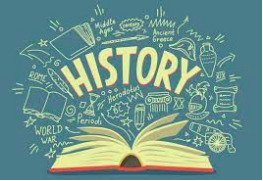 Middle
Ages
Ancient
Greece
HISTORY
ROME
Herodotus
Periods
WORLD
WAR